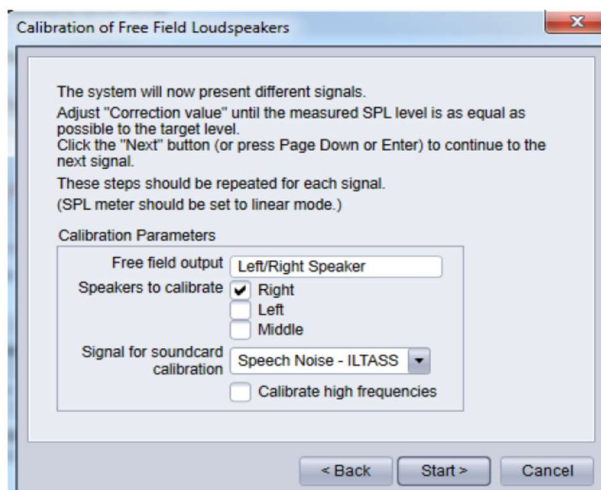 Calibration of Free Field Loudspeakers
The system will now present different signals.
Adjust "Correction value" until the measured SPL level is as equal as
possible to the target level.
Click the "Next" button (or press Page Down or Enter) to continue to the
next signal.
These steps should be repeated for each signal.
(SPL meter should be set to linear mode.)
Calibration Parameters
Free field output Left/Right Speaker
Speakers to calibrate Right
Left
Middle
Signal for soundcard
calibration Speech Noise - ILTASS
Calibrate high frequencies
< Back Start > Cancel